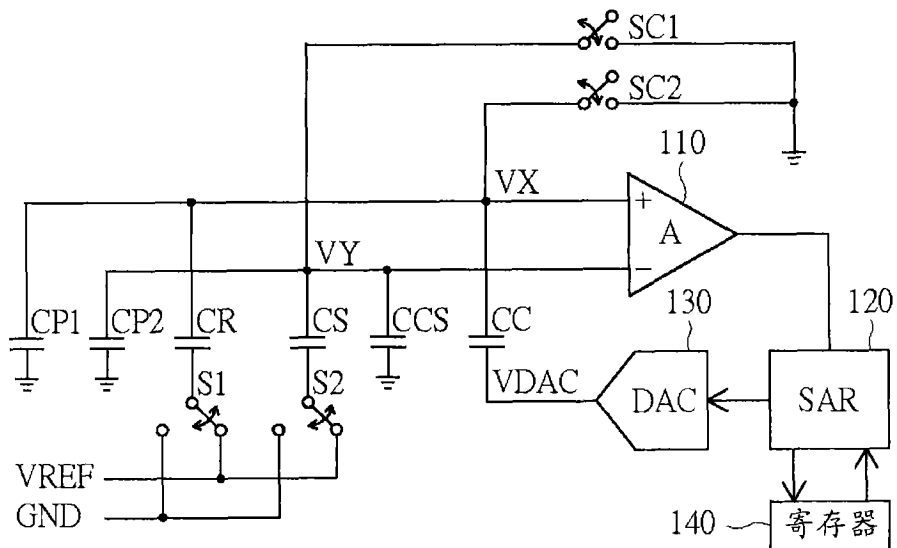 SC1
SC2
110
VX
+
A
−
VY
130
120
CP1
CP2
CR
CS
CCS
CC
S1
S2
VDAC
DAC
SAR
VREF
GND
140
寄存器